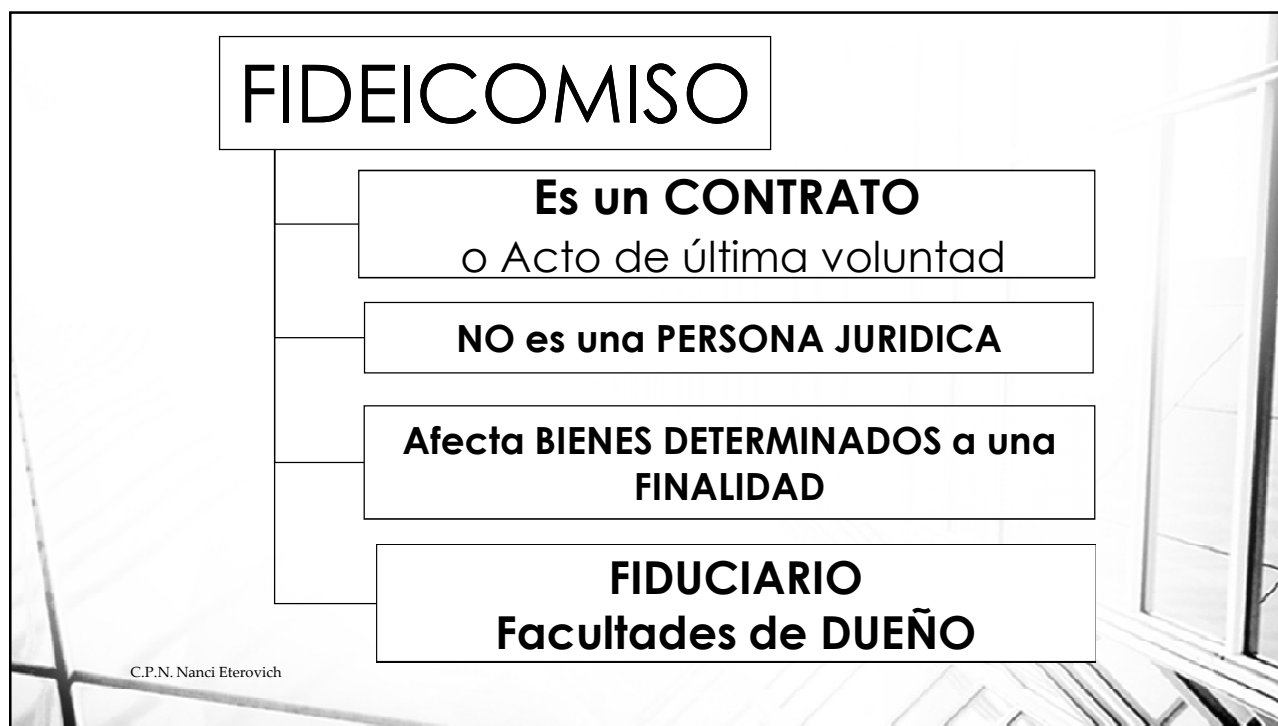 FIDEICOMISO
Es un CONTRATO
o Acto de última voluntad
NO es una PERSONA JURIDICA
Afecta BIENES DETERMINADOS a una
FINALIDAD
FIDUCIARIO
Facultades de DUEÑO
C.P.N. Nanci Eterovich